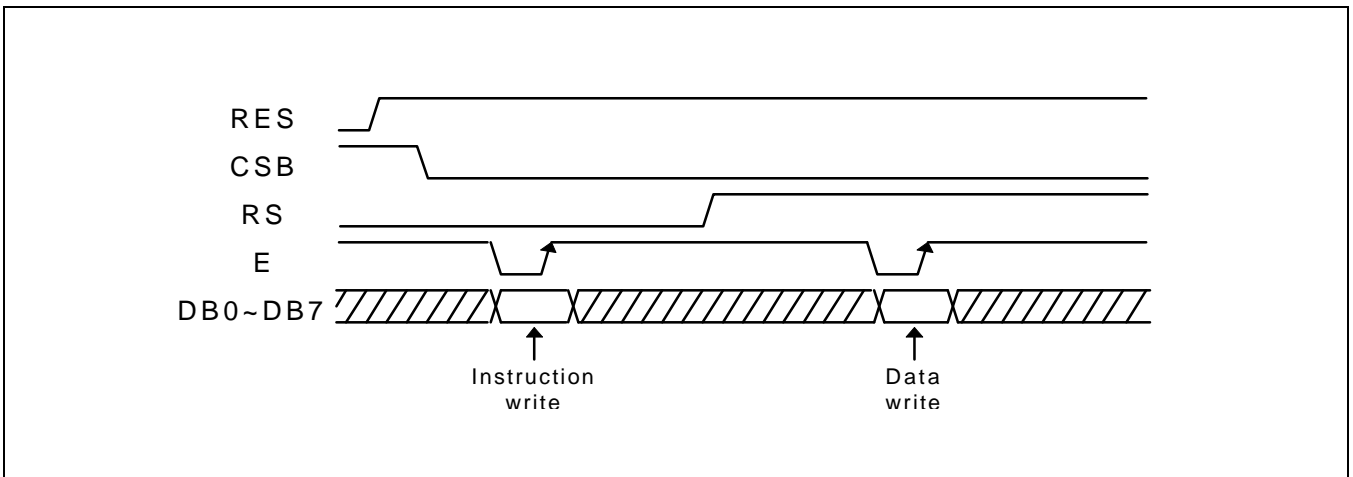 RES
CSB
RS
E
DB0~DB7
Instruction
write
Data
write